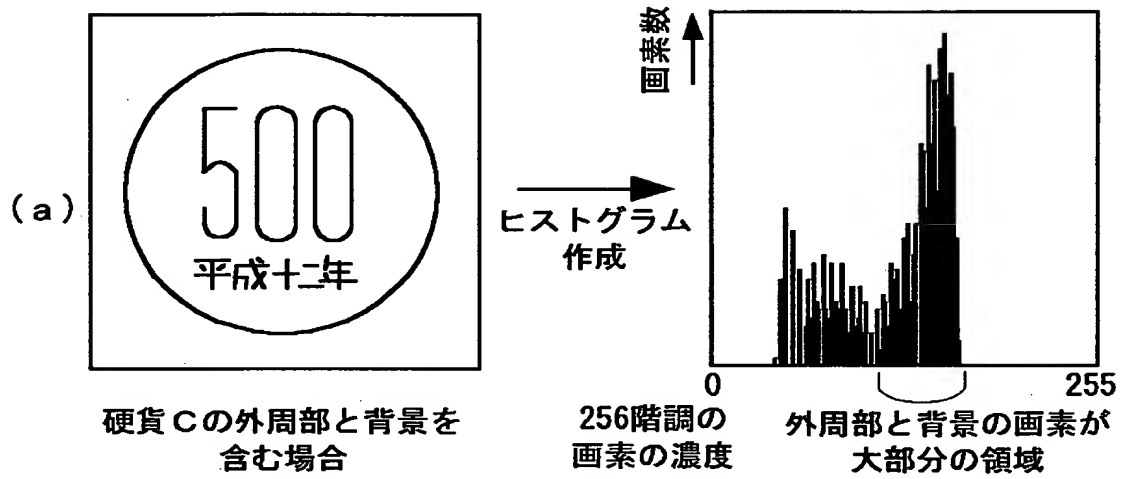 (a)
500
平成十二年
硬貨Cの外周部と背景を
含む場合
ヒストグラム
作成
画素数
0
255
256階調の
画素の濃度
外周部と背景の画素が
大部分の領域